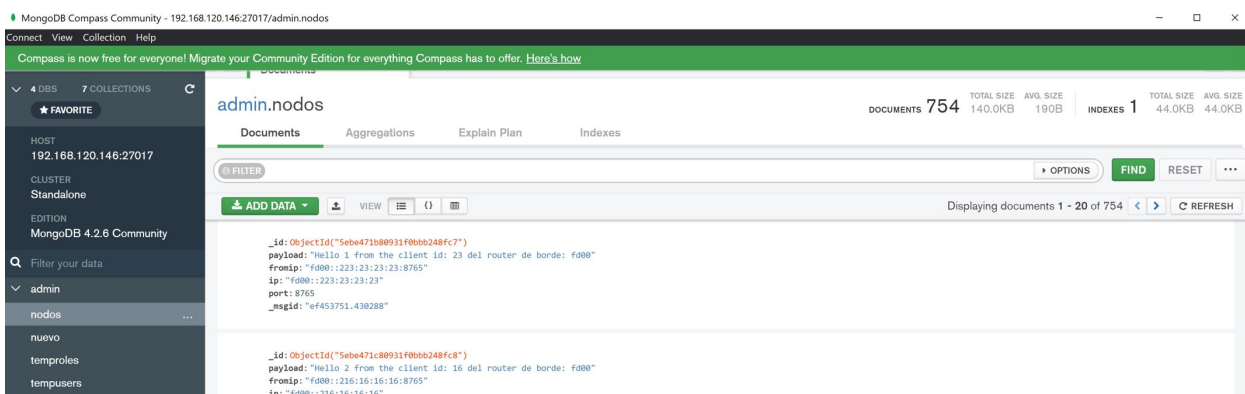 MongoDB Compass Community - 192.168.120.146:27017/admin.nodos
Connect View Collection Help
Compass is now free for everyone! Migrate your Community Edition for everything Compass has to offer. Here's how
Documents
4 DBS 7 COLLECTIONS
FAVORITE
HOST
192.168.120.146:27017
CLUSTER
Standalone
EDITION
MongoDB 4.2.6 Community
Filter your data
admin
nodos ...
nuevo
temproles
tempusers
admin.nodos
DOCUMENTS 754 TOTAL SIZE 140.0KB AVG. SIZE 190B INDEXES 1 TOTAL SIZE 44.0KB AVG. SIZE 44.0KB
Documents Aggregations Explain Plan Indexes
FILTER OPTIONS FIND RESET ...
ADD DATA VIEW {} Displaying documents 1 - 20 of 754 < > REFRESH
_id:ObjectId("5ebe471b80931f0bbb248fc7")
payload:"Hello 1 from the client id: 23 del router de borde: fd00"
fromip:"fd00::223:23:23:23:8765"
ip:"fd00::223:23:23:23"
port:8765
_msgid:"ef453751.430288"
_id:ObjectId("5ebe471c80931f0bbb248fc8")
payload:"Hello 2 from the client id: 16 del router de borde: fd00"
fromip:"fd00::216:16:16:16:8765"
ip:"fd00::216:16:16:16"